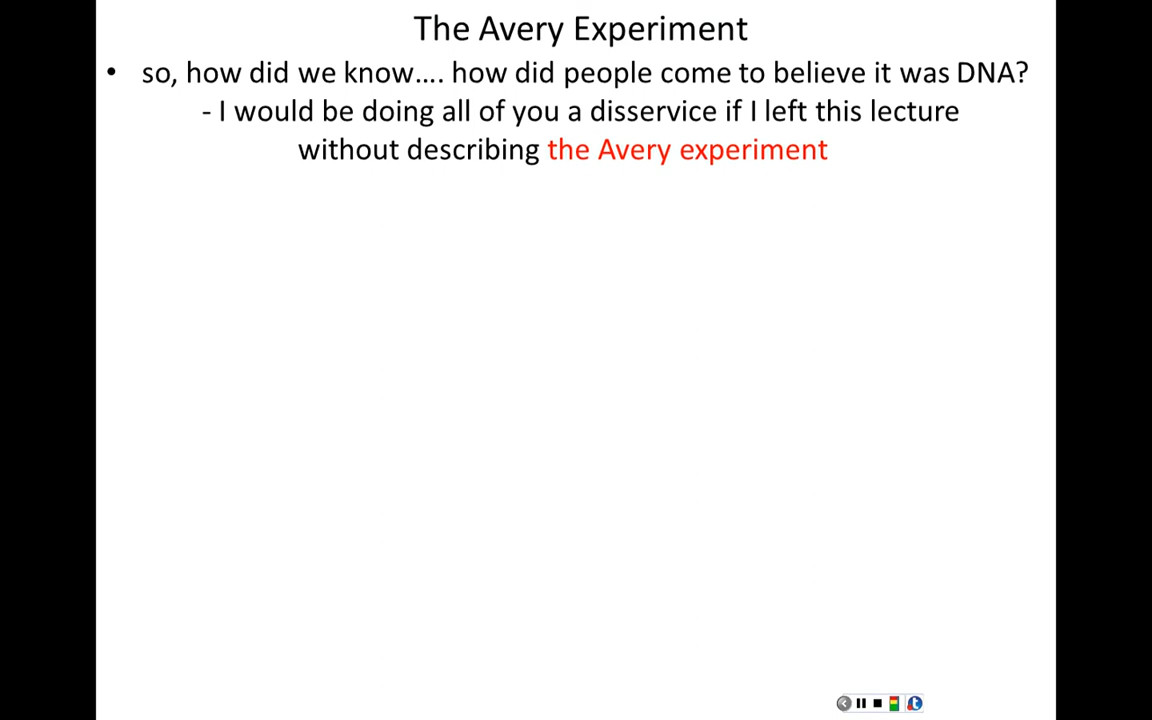 The Avery Experiment
• so, how did we know.... how did people come to believe it was DNA?
- I would be doing all of you a disservice if I left this lecture
without describing the Avery experiment